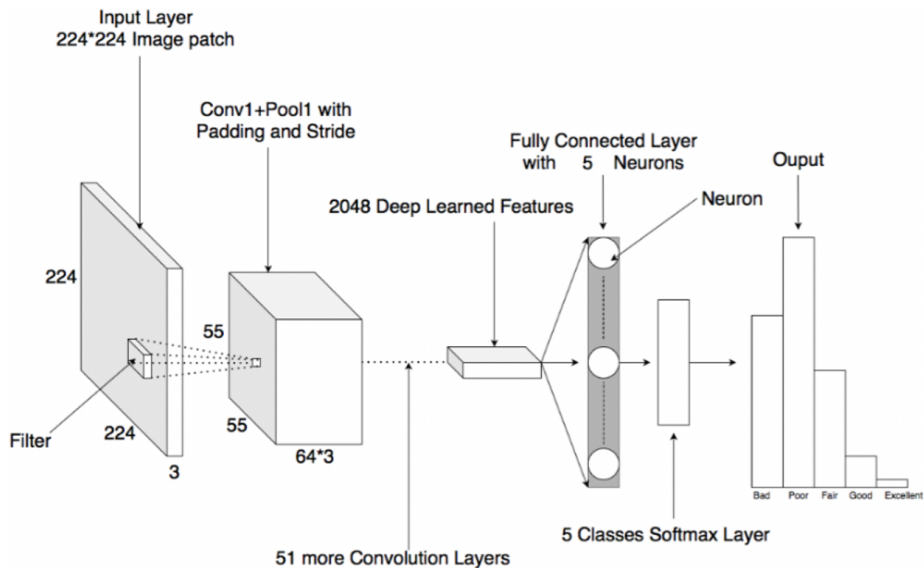 Input Layer
224*224 Image patch
Conv1+Pool1 with
Padding and Stride
Fully Connected Layer
with 5 Neurons
Ouput
2048 Deep Learned Features
Neuron
224
55
Filter
224
3
55
64*3
Bad Poor Fair Good Excellent
5 Classes Softmax Layer
51 more Convolution Layers